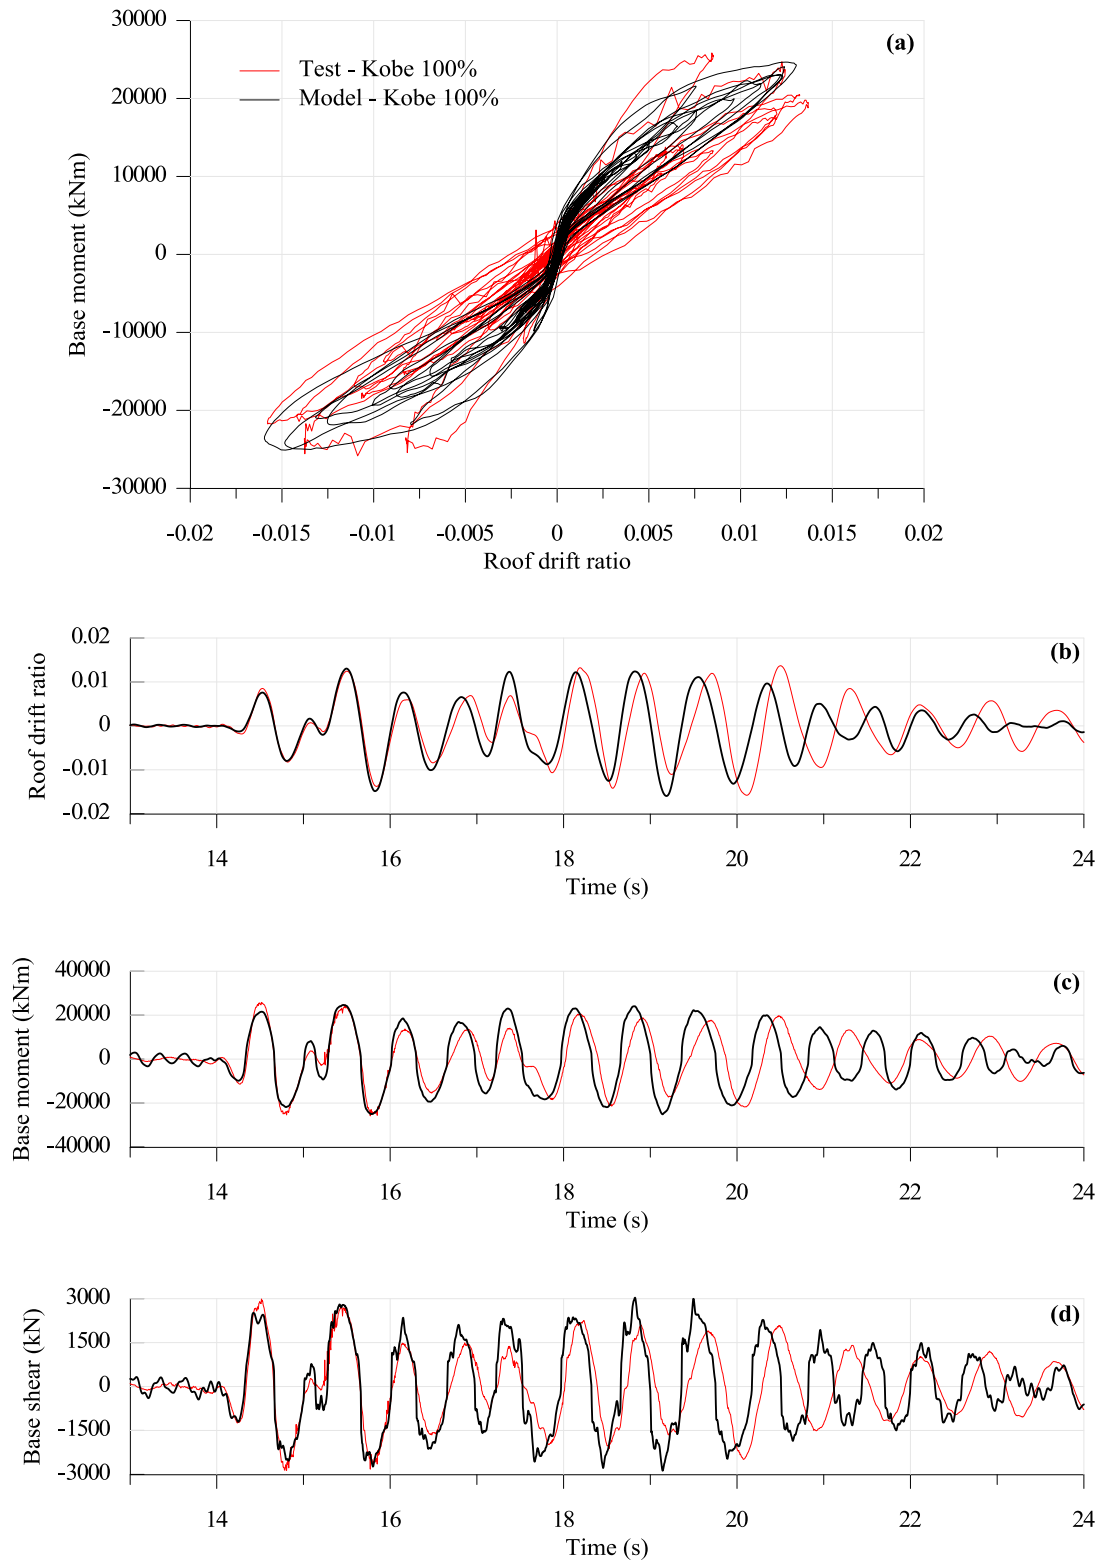 30000
(a)
Test - Kobe 100%
Model - Kobe 100%
20000
10000
0
-10000
-20000
-30000
Base moment (kNm)
-0.02 -0.015 -0.01 -0.005 0 0.005 0.01 0.015 0.02
Roof drift ratio
0.02
(b)
0.01
0
-0.01
-0.02
Roof drift ratio
14 16 18 20 22 24
Time (s)
40000
(c)
20000
0
-20000
-40000
Base moment (kNm)
14 16 18 20 22 24
Time (s)
3000
(d)
1500
0
-1500
-3000
Base shear (kN)
14 16 18 20 22 24
Time (s)